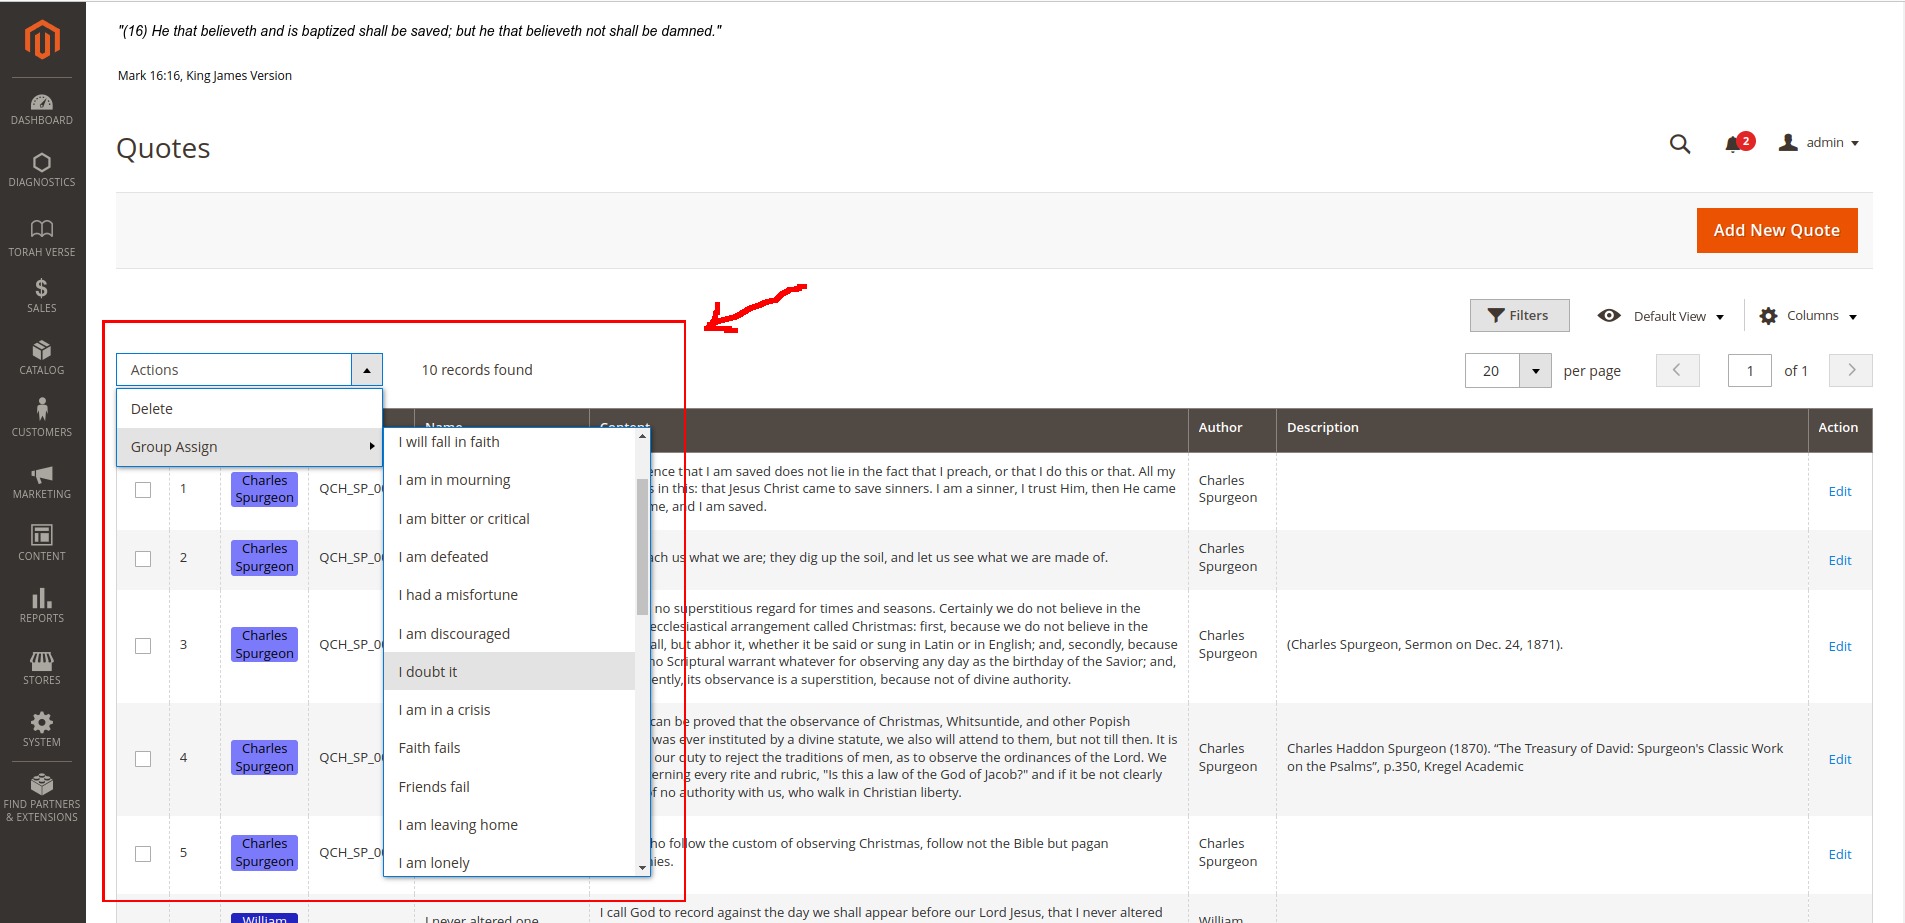 "(16) He that believeth and is baptized shall be saved; but he that believeth not shall be damned."
Mark 16:16, King James Version
DASHBOARD
DIAGNOSTICS
TORAH VERSE
SALES
CATALOG
CUSTOMERS
MARKETING
CONTENT
REPORTS
STORES
SYSTEM
FIND PARTNERS
& EXTENSIONS
Quotes
2
admin
Add New Quote
Filters
Default View
Columns
Actions
10 records found
20
per page
1
of 1
Delete
Group Assign
I will fall in faith
I am in mourning
I am bitter or critical
I am defeated
I had a misfortune
I am discouraged
I doubt it
I am in a crisis
Faith fails
Friends fail
I am leaving home
I am lonely
Name
Content
Author
Description
Action
1
Charles
Spurgeon
QCH_SP_0
that I am saved does not lie in the fact that I preach, or that I do this or that. All my
in this: that Jesus Christ came to save sinners. I am a sinner, I trust Him, then He came
and I am saved.
Charles
Spurgeon
Edit
2
Charles
Spurgeon
QCH_SP_0
us what we are; they dig up the soil, and let us see what we are made of.
Charles
Spurgeon
Edit
3
Charles
Spurgeon
QCH_SP_0
no superstitious regard for times and seasons. Certainly we do not believe in the
ecclesiastical arrangement called Christmas: first, because we do not believe in the
but abhor it, whether it be said or sung in Latin or in English; and, secondly, because
no Scriptural warrant whatever for observing any day as the birthday of the Savior; and,
its observance is a superstition, because not of divine authority.
Charles
Spurgeon
(Charles Spurgeon, Sermon on Dec. 24, 1871).
Edit
4
Charles
Spurgeon
QCH_SP_0
can be proved that the observance of Christmas, Whitsuntide, and other Popish
was ever instituted by a divine statute, we also will attend to them, but not till then. It is
our duty to reject the traditions of men, as to observe the ordinances of the Lord. We
every rite and rubric, "Is this a law of the God of Jacob?" and if it be not clearly
of no authority with us, who walk in Christian liberty.
Charles
Spurgeon
Charles Haddon Spurgeon (1870). “The Treasury of David: Spurgeon's Classic Work
on the Psalms”, p.350, Kregel Academic
Edit
5
Charles
Spurgeon
QCH_SP_0
follow the custom of observing Christmas, follow not the Bible but pagan
Charles
Spurgeon
Edit
William
I never altered one
I call God to record against the day we shall appear before our Lord Jesus, that I never altered
William